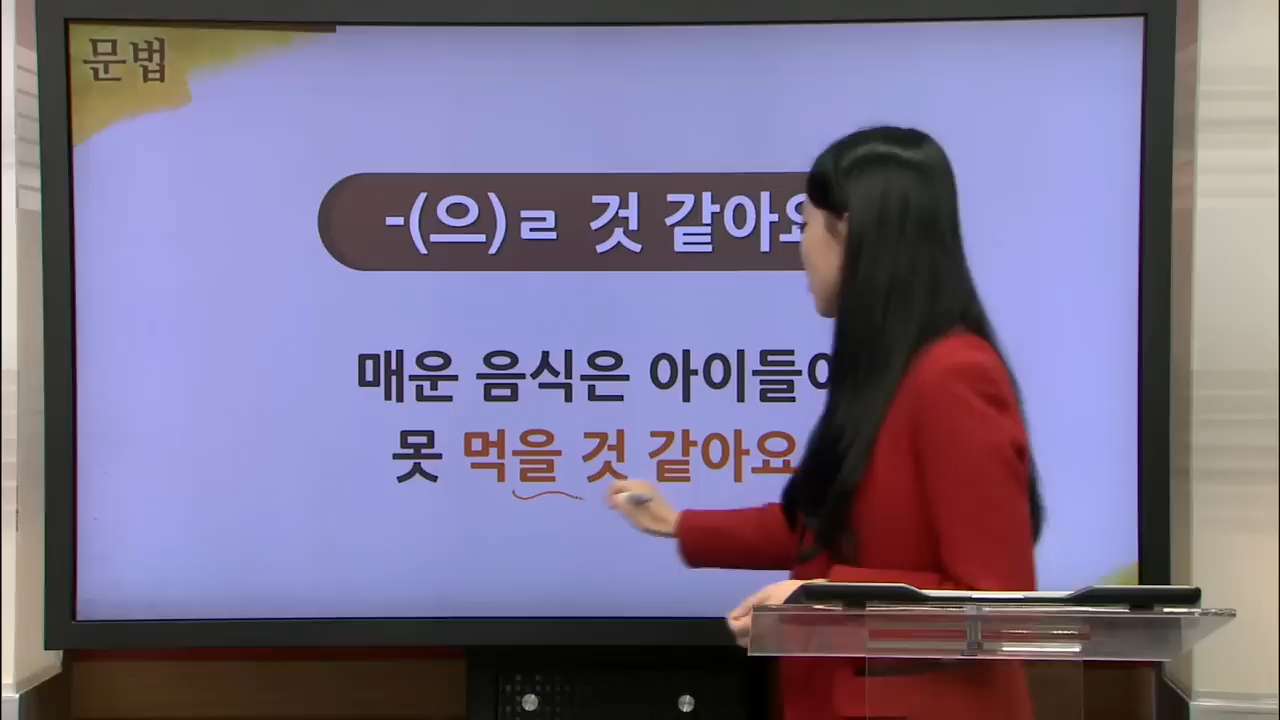 문법
-(으)ㄹ 것 같아요
매운 음식은 아이들이
못 먹을 것 같아요